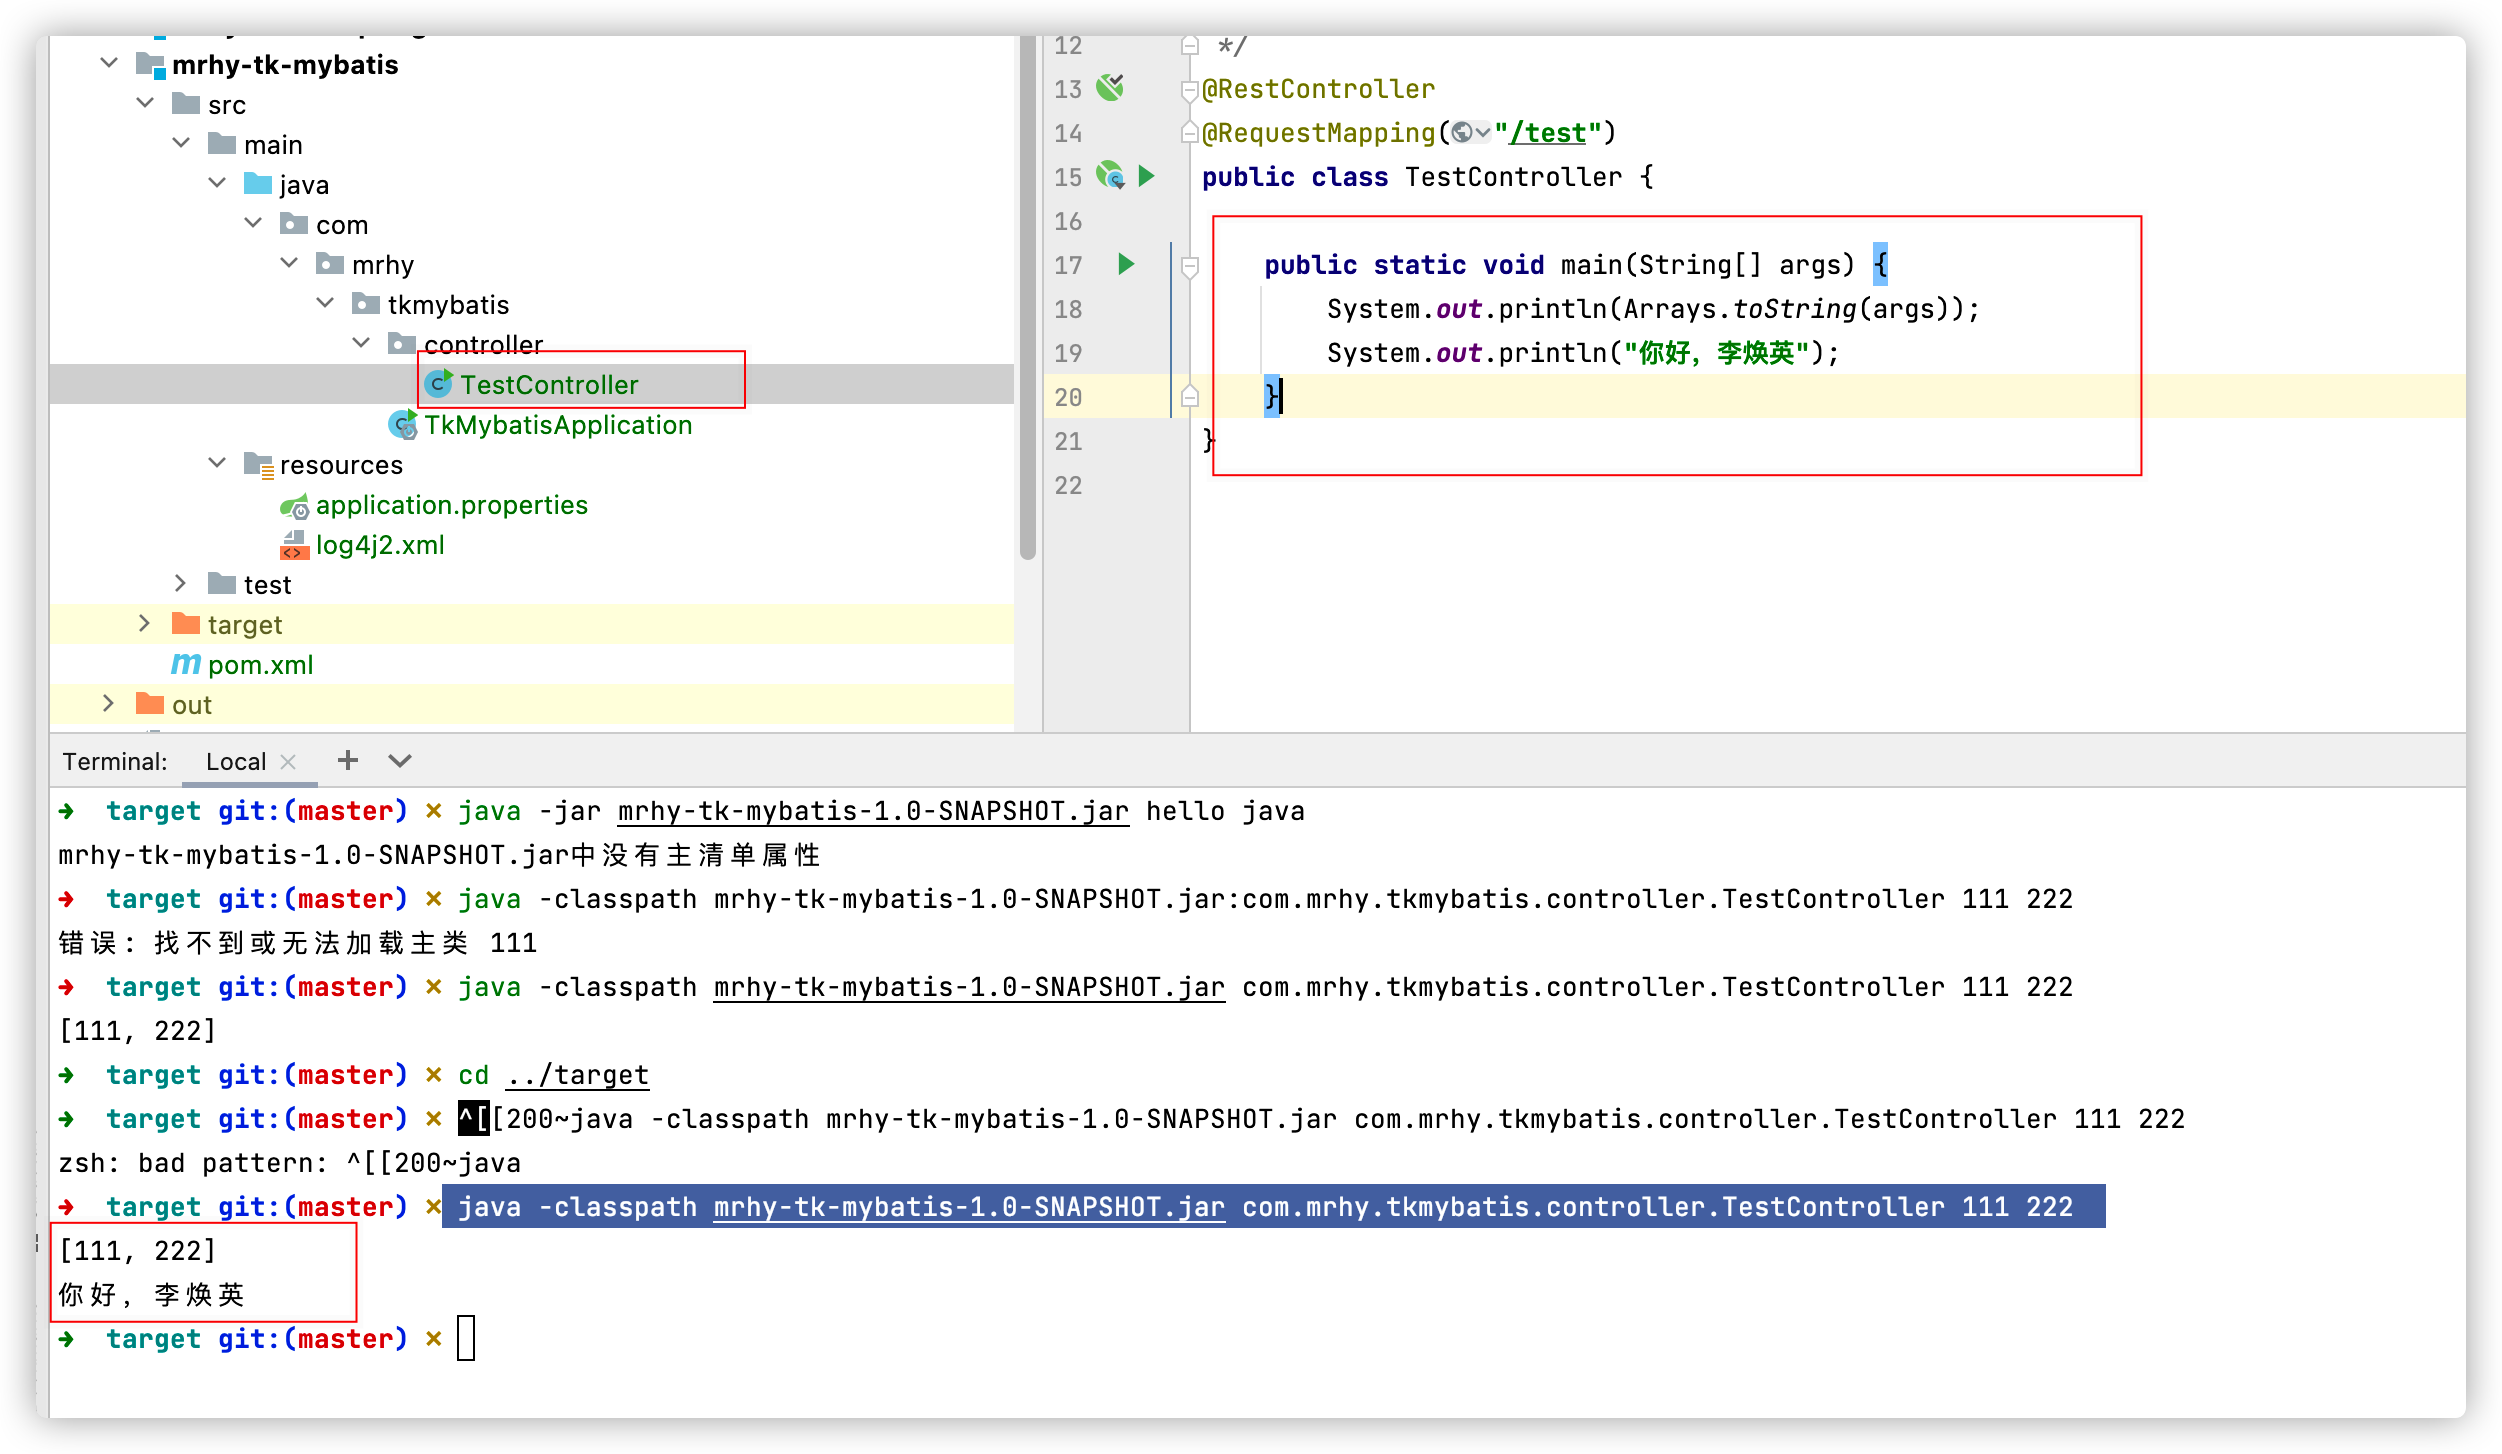 mrhy-tk-mybatis
src
main
java
com
mrhy
tkmybatis
controller
TestController
TkMybatisApplication
resources
application.properties
log4j2.xml
test
target
pom.xml
out
12 */
13 @RestController
14 @RequestMapping("/test")
15 public class TestController {
16
17 public static void main(String[] args) {
18 System.out.println(Arrays.toString(args));
19 System.out.println("你好，李焕英");
20 }
21 }
22
Terminal: Local × + 
➜ target git:(master) ✗ java -jar mrhy-tk-mybatis-1.0-SNAPSHOT.jar hello java
mrhy-tk-mybatis-1.0-SNAPSHOT.jar中没有主清单属性
➜ target git:(master) ✗ java -classpath mrhy-tk-mybatis-1.0-SNAPSHOT.jar:com.mrhy.tkmybatis.controller.TestController 111 222
错误: 找不到或无法加载主类 111
➜ target git:(master) ✗ java -classpath mrhy-tk-mybatis-1.0-SNAPSHOT.jar com.mrhy.tkmybatis.controller.TestController 111 222
[111, 222]
➜ target git:(master) ✗ cd ../target
➜ target git:(master) ✗ ^[[200~java -classpath mrhy-tk-mybatis-1.0-SNAPSHOT.jar com.mrhy.tkmybatis.controller.TestController 111 222
zsh: bad pattern: ^[[200~java
➜ target git:(master) ✗ java -classpath mrhy-tk-mybatis-1.0-SNAPSHOT.jar com.mrhy.tkmybatis.controller.TestController 111 222
[111, 222]
你好，李焕英
➜ target git:(master) ✗